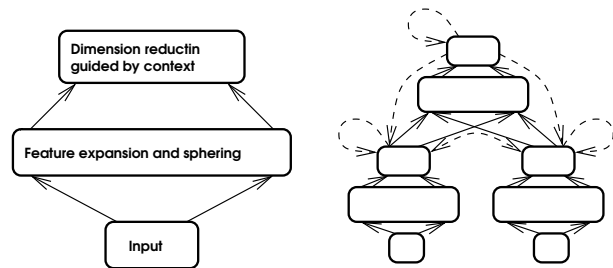 Dimension reductin
guided by context
Feature expansion and sphering
Input